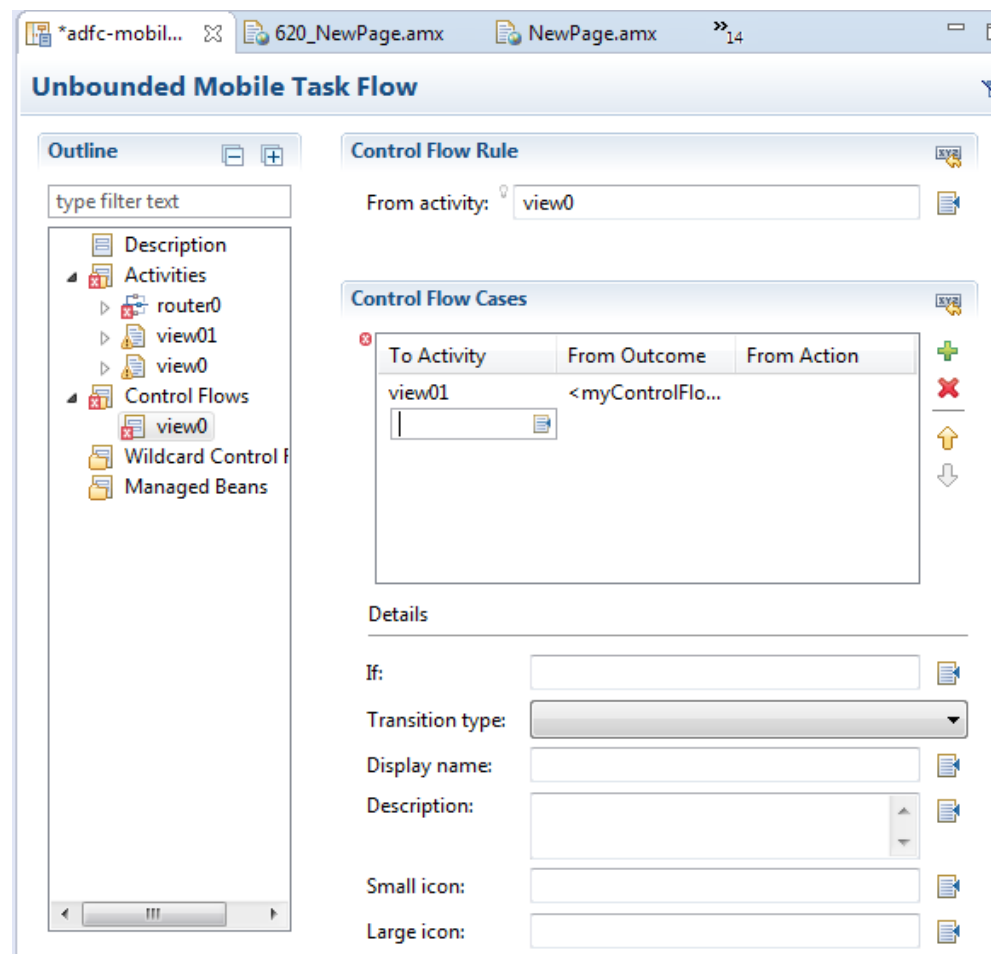 *adfc-mobil... 620_NewPage.amx NewPage.amx »14
Unbounded Mobile Task Flow
Outline
type filter text
Description
Activities
router0
view01
view0
Control Flows
view0
Wildcard Control F
Managed Beans
Control Flow Rule
From activity: view0
Control Flow Cases
To Activity From Outcome From Action
view01 <myControlFlo...
Details
If:
Transition type:
Display name:
Description:
Small icon:
Large icon: